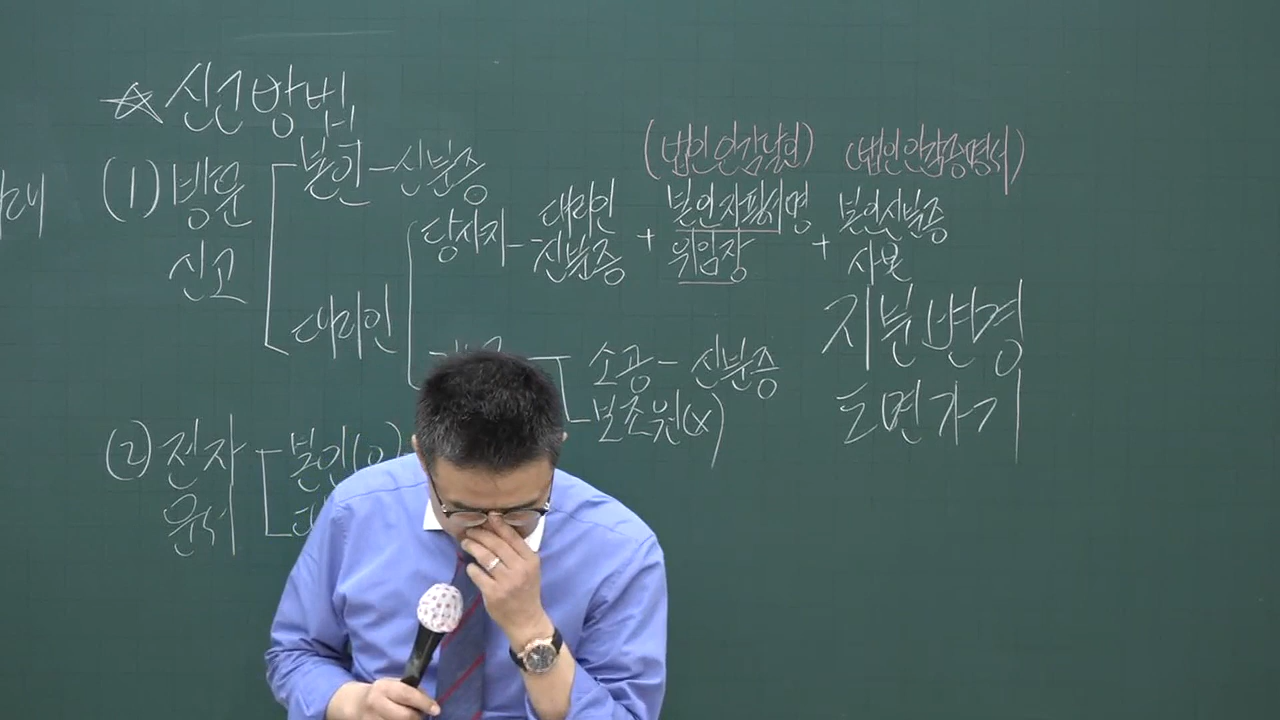 ☆ 신고방법
(1) 방문
신고
본인 - 신분증
대리인
당사자 - 대리인
신분증
+
(법인인감날인)
본인자필서명
위임장
+
(법인인감증명서)
본인신분증
사본
소공 - 신분증
보조원(x)
지분변경
도면가기
(2) 전자
문서
본인(o)